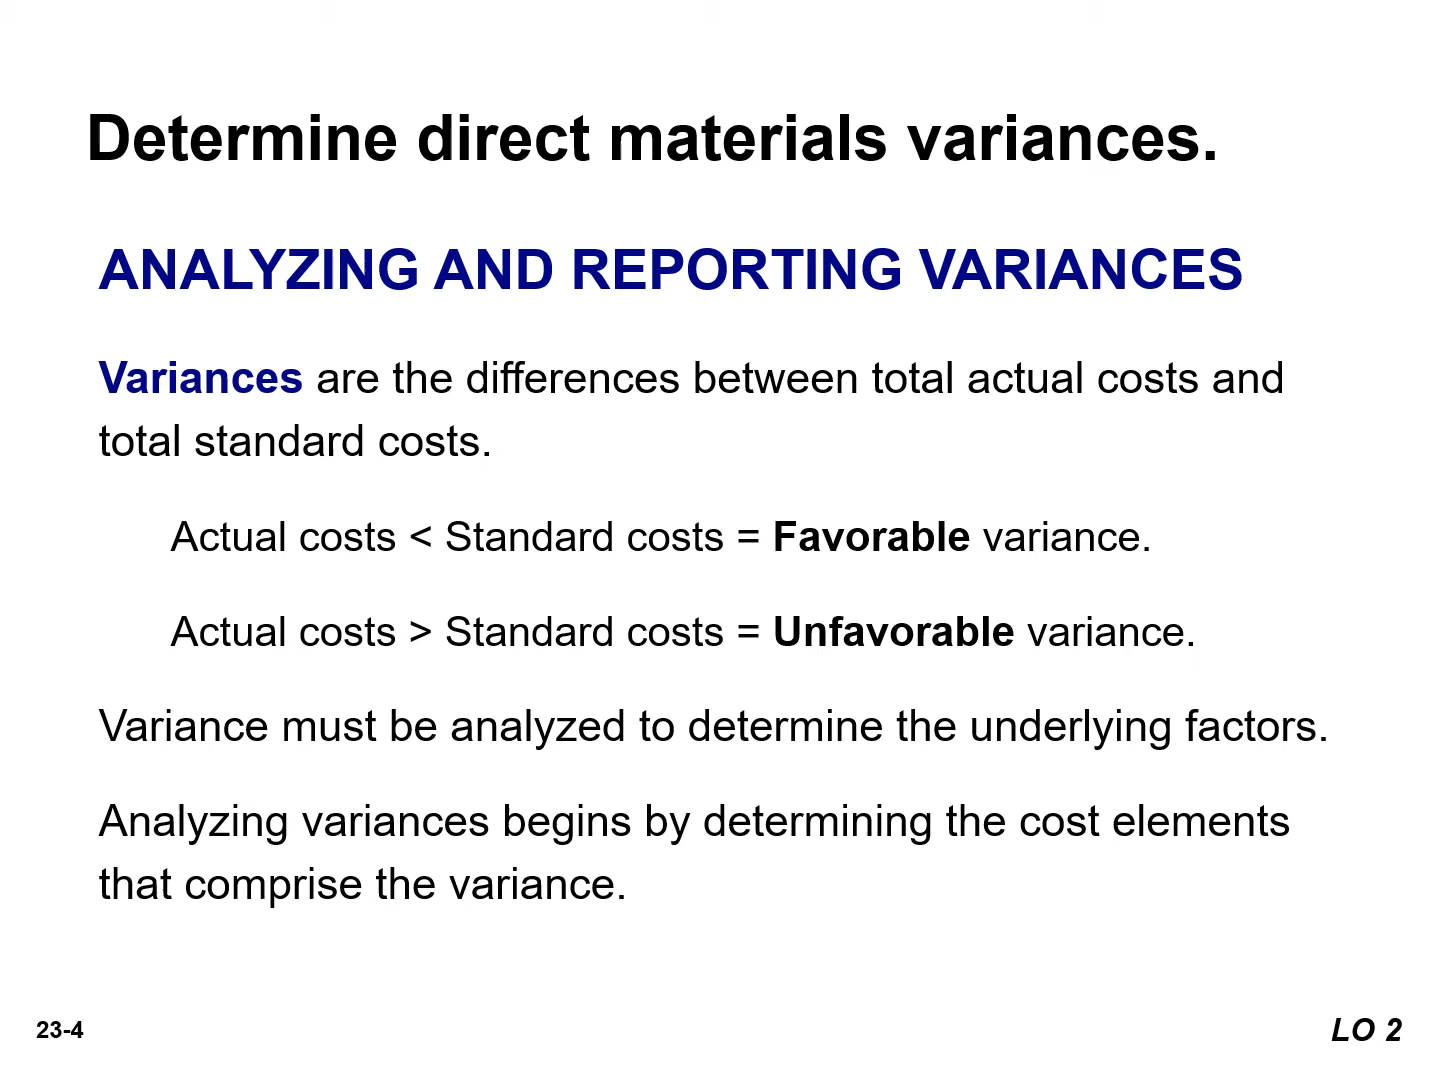 Determine direct materials variances.
ANALYZING AND REPORTING VARIANCES
Variances are the differences between total actual costs and
total standard costs.
Actual costs < Standard costs = Favorable variance.
Actual costs > Standard costs = Unfavorable variance.
Variance must be analyzed to determine the underlying factors.
Analyzing variances begins by determining the cost elements
that comprise the variance.
23-4
LO 2